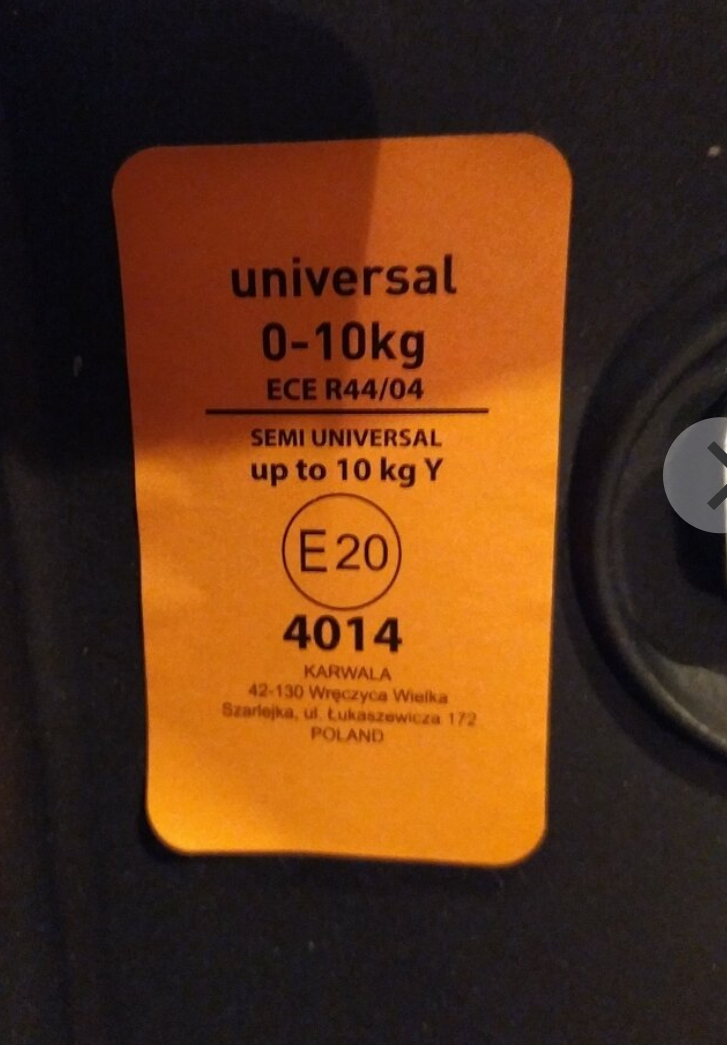 universal
0-10kg
ECE R44/04
SEMI UNIVERSAL
up to 10 kg Y
E20
4014
KARWALA
42-130 Wręczyca Wielka
Szarlejka, ul. Łukaszewicza 172
POLAND